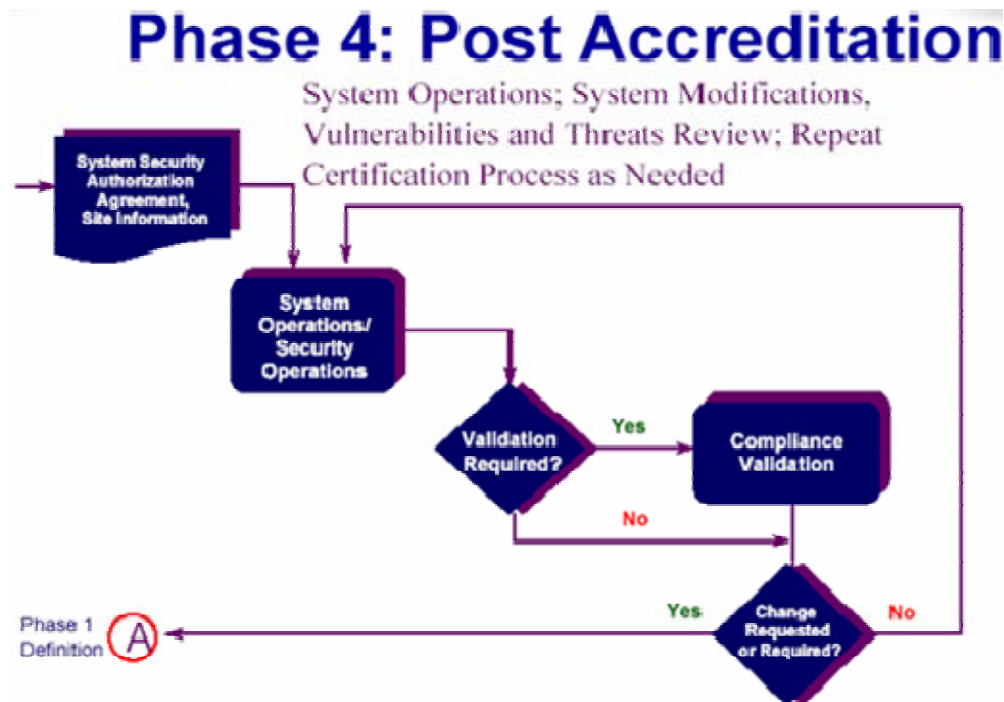 Phase 4: Post Accreditation
System Operations; System Modifications,
Vulnerabilities and Threats Review; Repeat
Certification Process as Needed
System Security
Authorization
Agreement,
Site Information
System
Operations/
Security
Operations
Validation
Required?
Yes
Compliance
Validation
No
Change
Requested
or Required?
Yes
No
Phase 1
Definition
A